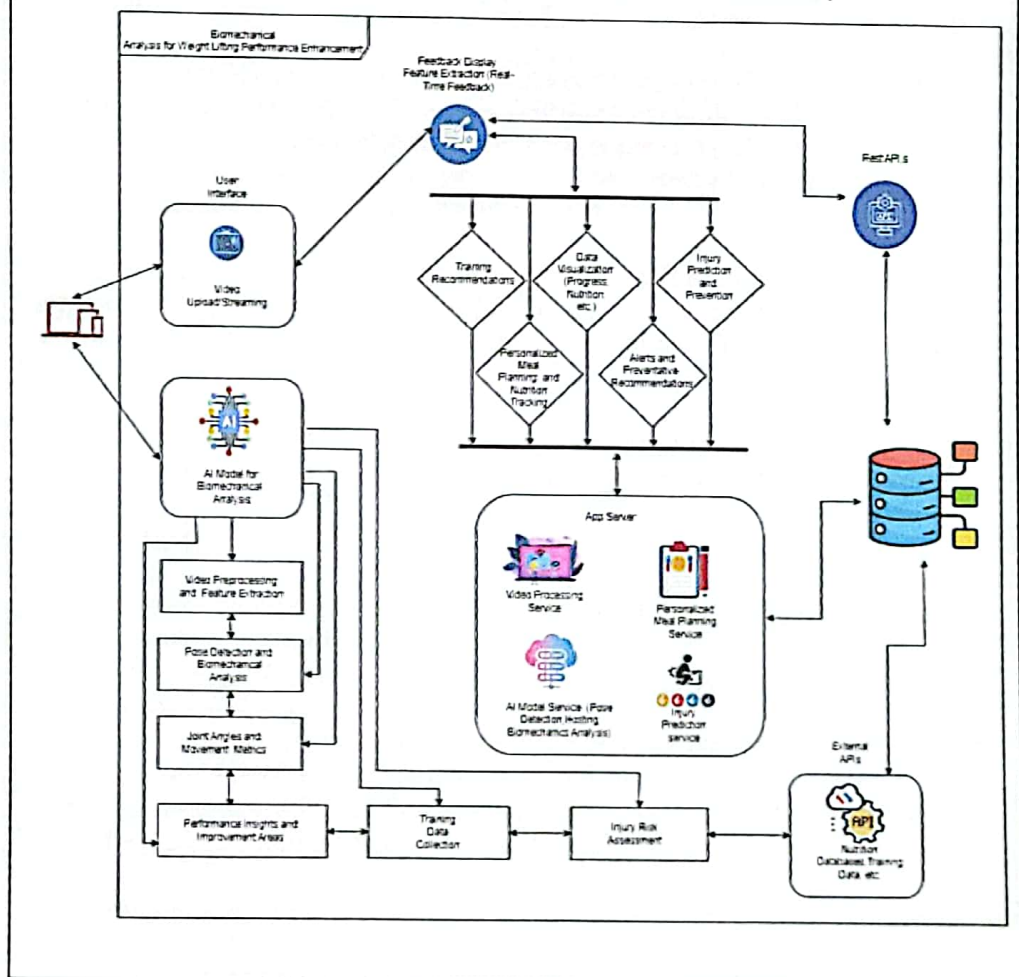 Biomechanical
Analysis for Weight Lifting Performance Enhancement
Feedback Display
Feature Extraction (Real-
Time Feedback)
Rest APIs
User
Interface
Video
Upload/Streaming
Training
Recommendations
Data
Visualization
(Progress,
Nutrition
etc.)
Injury
Prediction
and
Prevention
Personalized
Meal
Planning and
Nutrition
Tracking
Alerts and
Preventative
Recommendations
AI
AI Model for
Biomechanical
Analysis
App Server
Video Processing
Service
Personalized
Meal Planning
Service
AI Model Service (Pose
Detection Hosting
Biomechanics Analysis)
Injury
Prediction
service
Video Preprocessing
and Feature Extraction
Pose Detection and
Biomechanical
Analysis
Joint Angles and
Movement Metrics
Performance Insights and
Improvement Areas
Training
Data
Collection
Injury Risk
Assessment
External
APIs
API
Nutrition
Databases Training
Data, etc